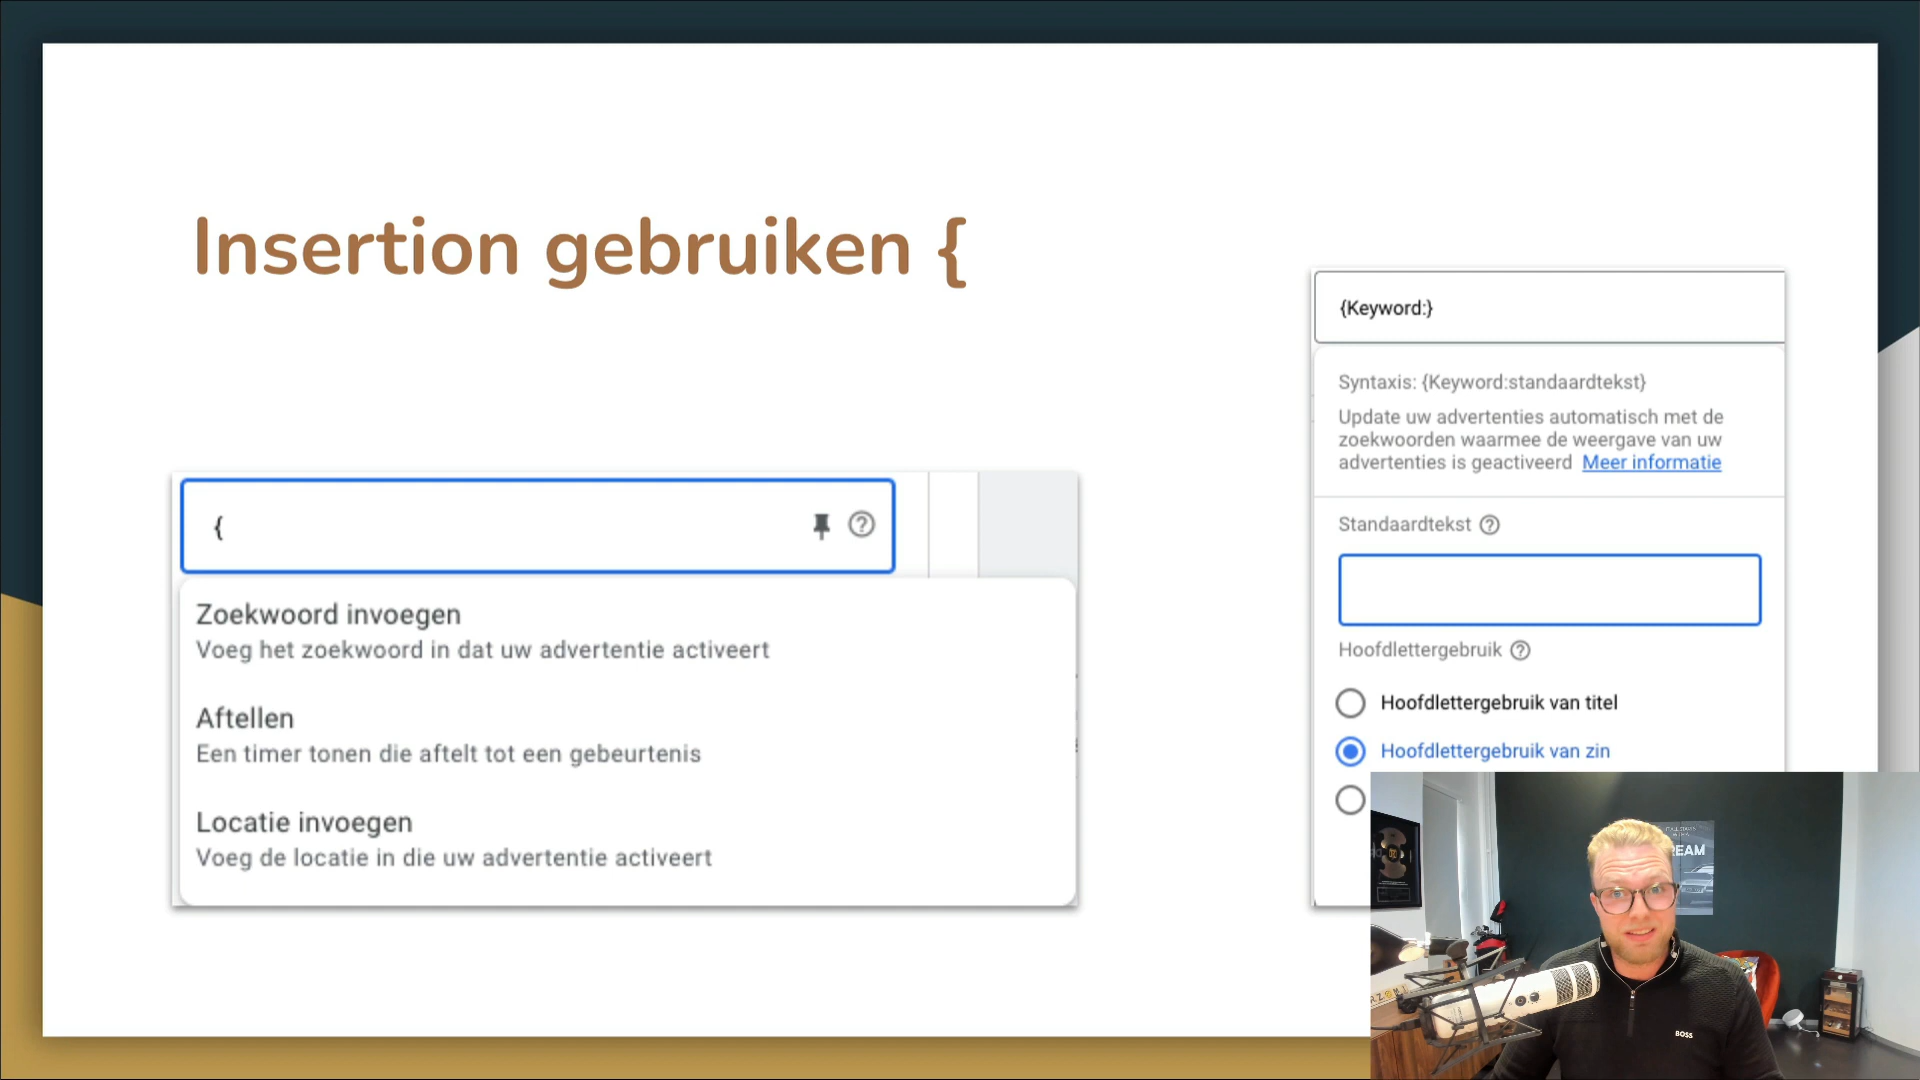 Insertion gebruiken {
{
Zoekwoord invoegen
Voeg het zoekwoord in dat uw advertentie activeert
Aftellen
Een timer tonen die aftelt tot een gebeurtenis
Locatie invoegen
Voeg de locatie in die uw advertentie activeert
{Keyword:}
Syntaxis: {Keyword:standaardtekst}
Update uw advertenties automatisch met de
zoekwoorden waarmee de weergave van uw
advertenties is geactiveerd Meer informatie
Standaardtekst
Hoofdlettergebruik
Hoofdlettergebruik van titel
Hoofdlettergebruik van zin
REAM
BOSS